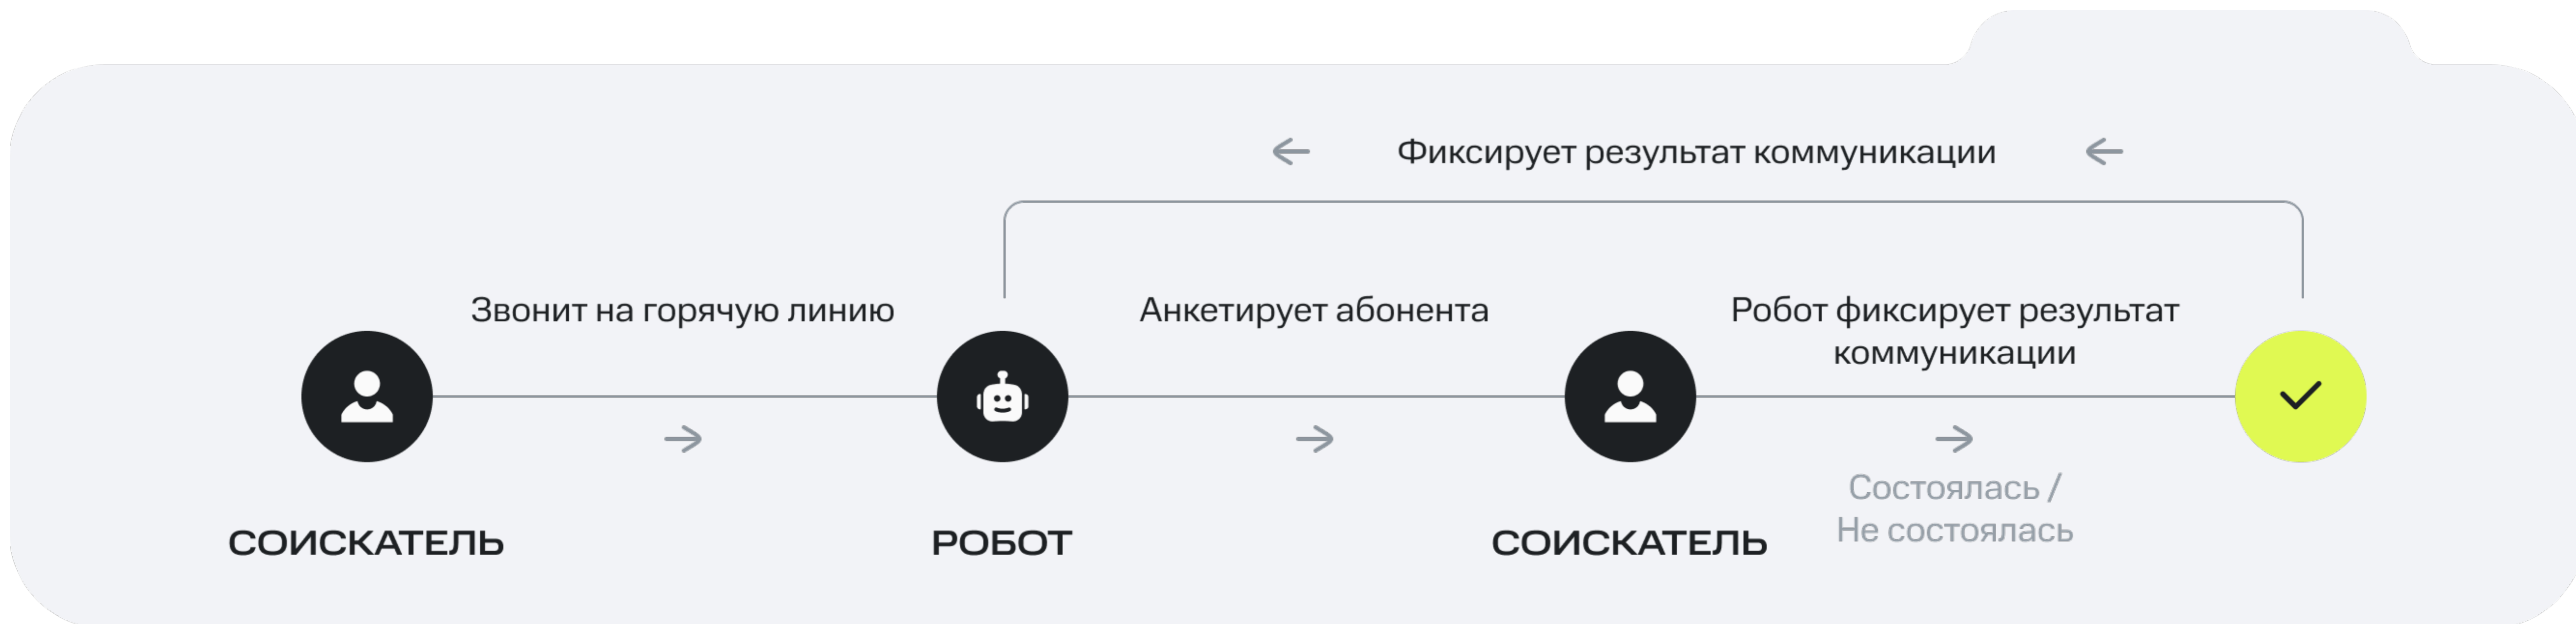 Фиксирует результат коммуникации
Звонит на горячую линию
Анкетирует абонента
Робот фиксирует результат
коммуникации
Состоялась /
Не состоялась
СОИСКАТЕЛЬ
РОБОТ
СОИСКАТЕЛЬ